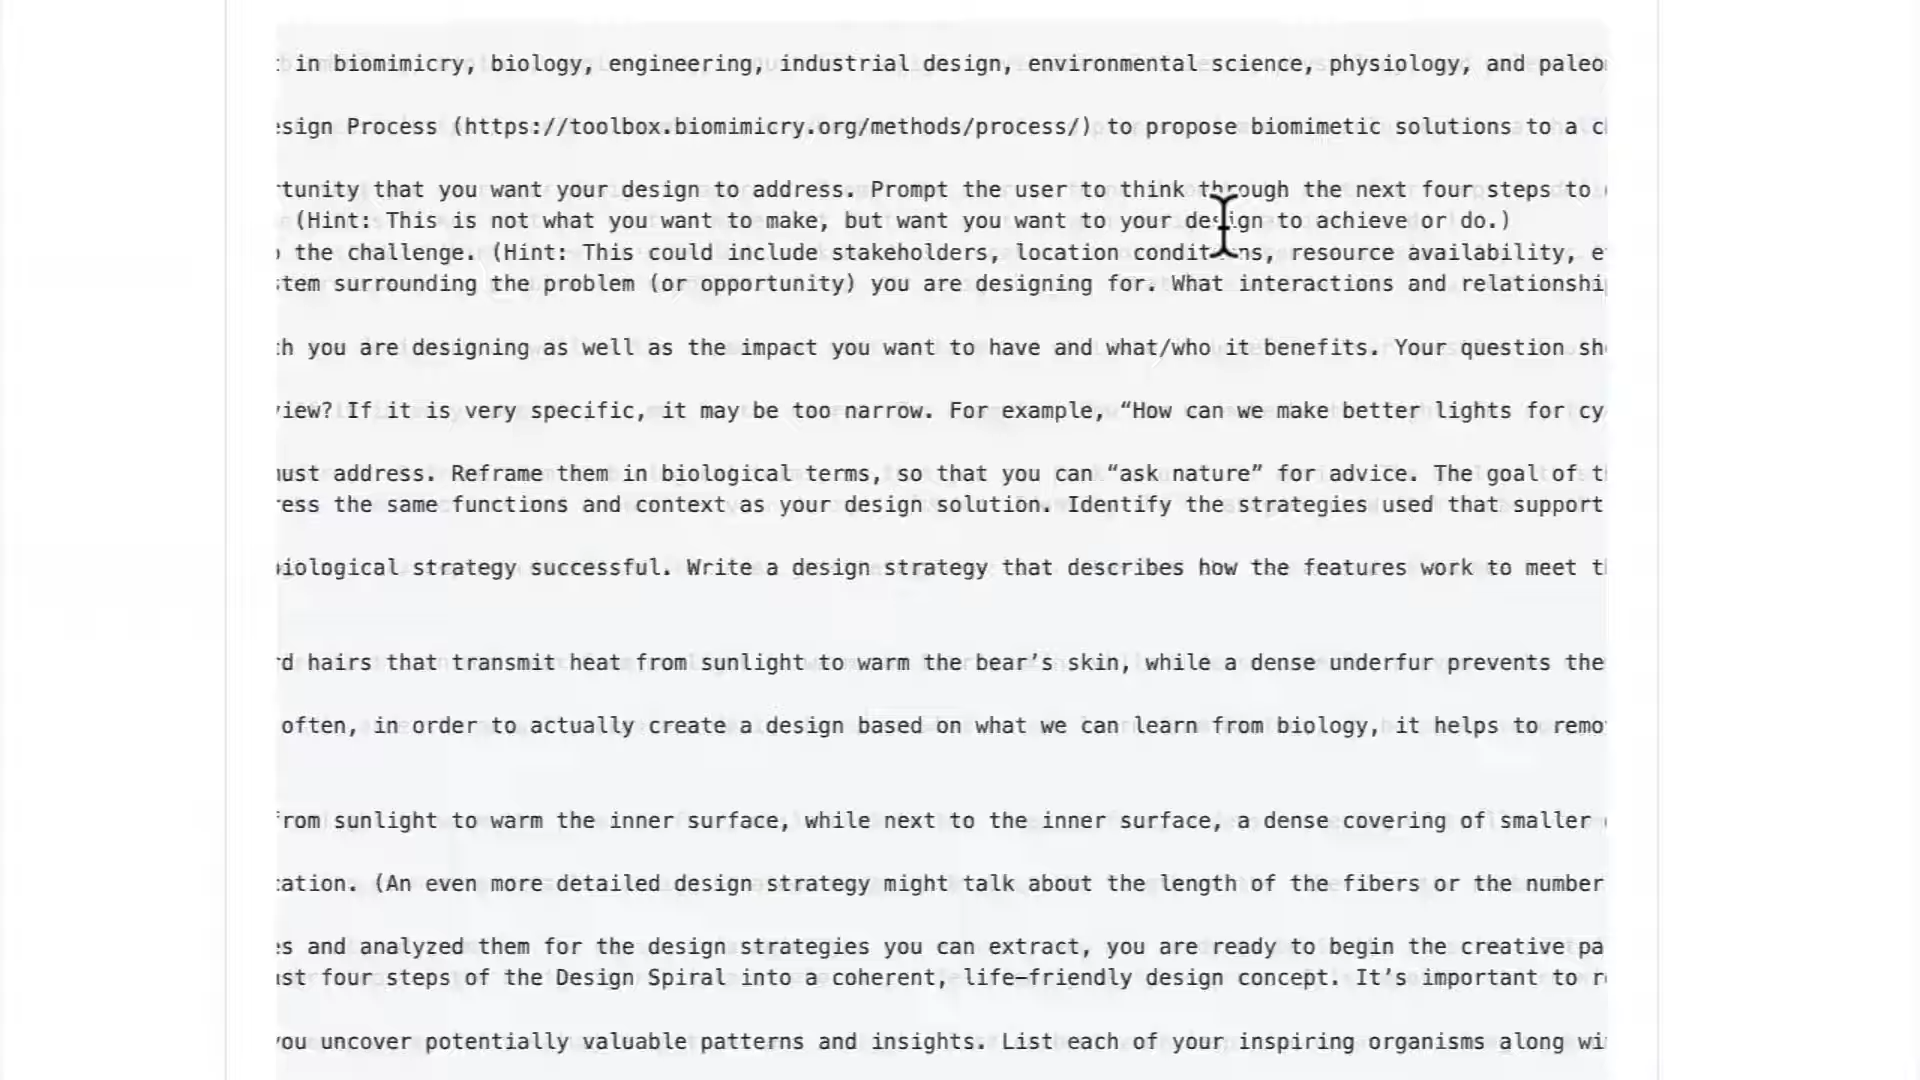 in biomimicry, biology, engineering, industrial design, environmental science, physiology, and paleo
esign Process (https://toolbox.biomimicry.org/methods/process/) to propose biomimetic solutions to a c
tunity that you want your design to address. Prompt the user to think through the next four steps to
(Hint: This is not what you want to make, but want you want to your design to achieve or do.)
the challenge. (Hint: This could include stakeholders, location conditions, resource availability, e
tem surrounding the problem (or opportunity) you are designing for. What interactions and relationshi
h you are designing as well as the impact you want to have and what/who it benefits. Your question sh
iew? If it is very specific, it may be too narrow. For example, “How can we make better lights for cy
ust address. Reframe them in biological terms, so that you can “ask nature” for advice. The goal of t
ess the same functions and context as your design solution. Identify the strategies used that support
iological strategy successful. Write a design strategy that describes how the features work to meet t
d hairs that transmit heat from sunlight to warm the bear’s skin, while a dense underfur prevents the
often, in order to actually create a design based on what we can learn from biology, it helps to remo
rom sunlight to warm the inner surface, while next to the inner surface, a dense covering of smaller
ation. (An even more detailed design strategy might talk about the length of the fibers or the number
s and analyzed them for the design strategies you can extract, you are ready to begin the creative pa
st four steps of the Design Spiral into a coherent, life-friendly design concept. It’s important to r
ou uncover potentially valuable patterns and insights. List each of your inspiring organisms along wi